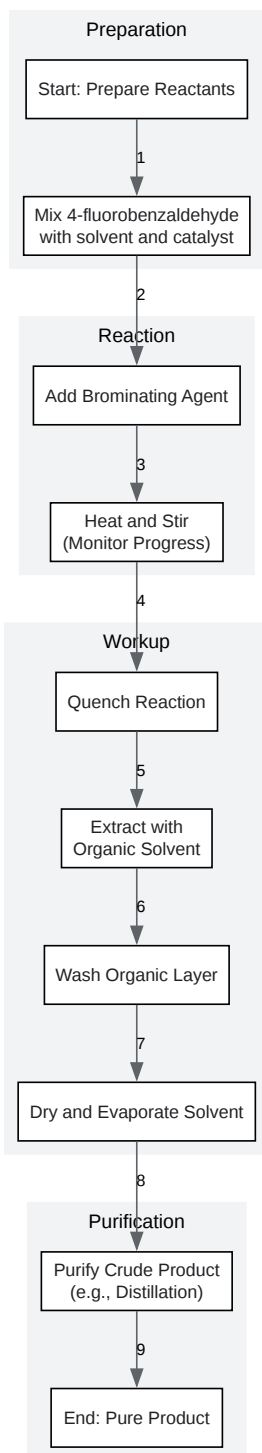 Preparation
Start: Prepare Reactants
1
Mix 4-fluorobenzaldehyde
with solvent and catalyst
2
Reaction
Add Brominating Agent
3
Heat and Stir
(Monitor Progress)
4
Workup
Quench Reaction
5
Extract with
Organic Solvent
6
Wash Organic Layer
7
Dry and Evaporate Solvent
8
Purification
Purify Crude Product
(e.g., Distillation)
9
End: Pure Product